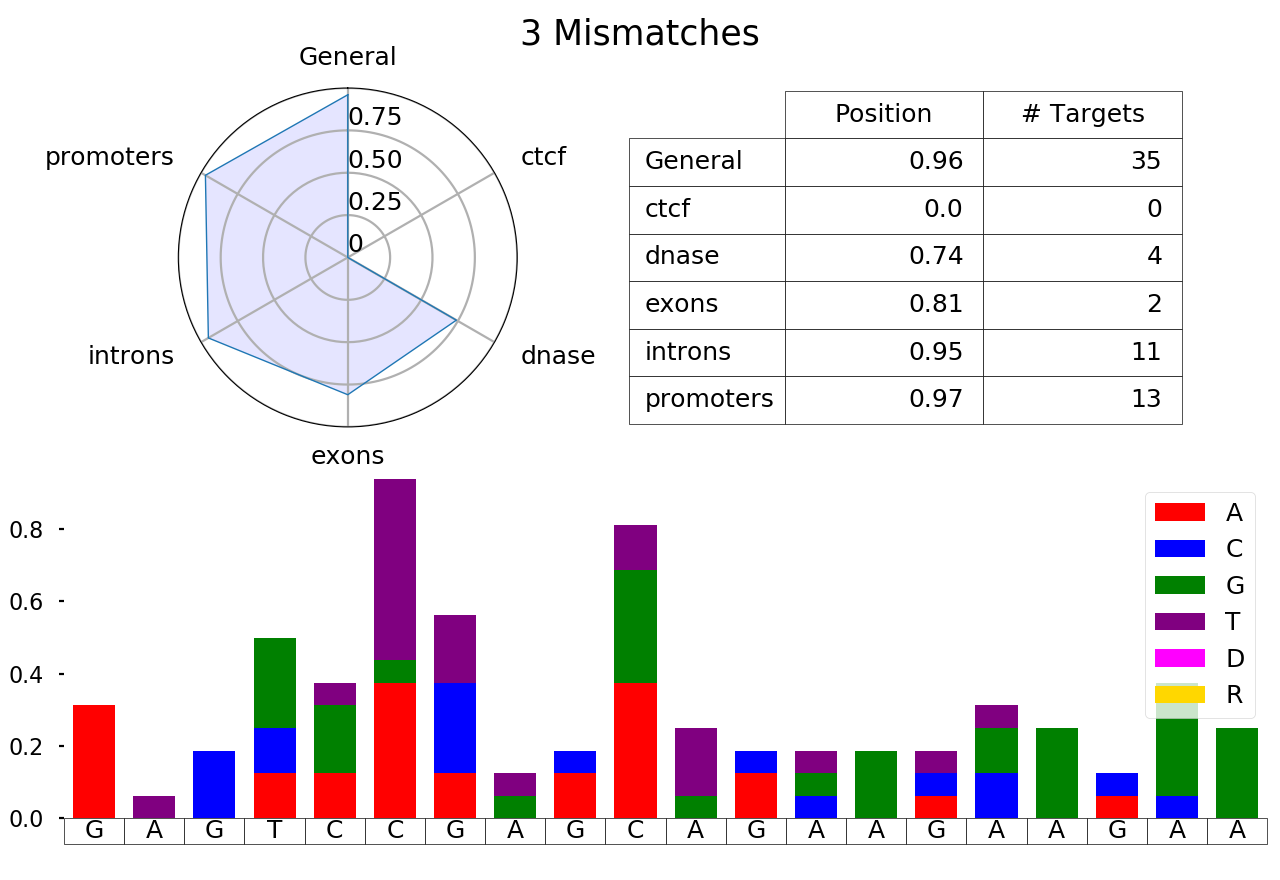 3 Mismatches
General
promoters
ctcf
0.75
0.50
0.25
0
introns
dnase
exons
Position # Targets
General 0.96 35
ctcf 0.0 0
dnase 0.74 4
exons 0.81 2
introns 0.95 11
promoters 0.97 13
0.8
0.6
0.4
0.2
0.0
G A G T C C G A G C A G A A G A A G A A
A
C
G
T
D
R